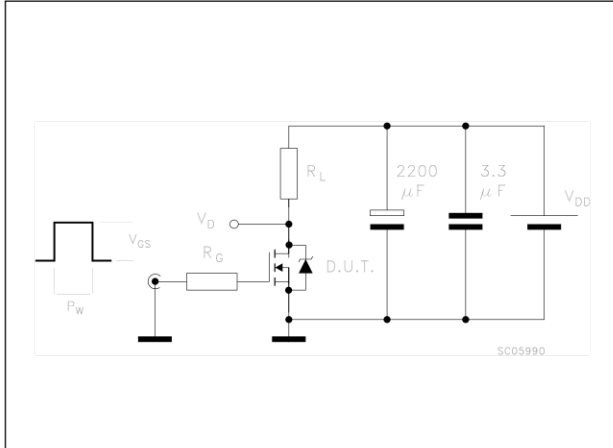 2200
μF
3.3
μF
R_L
V_DD
V_D
V_GS
R_G
D.U.T.
P_W
SC05990